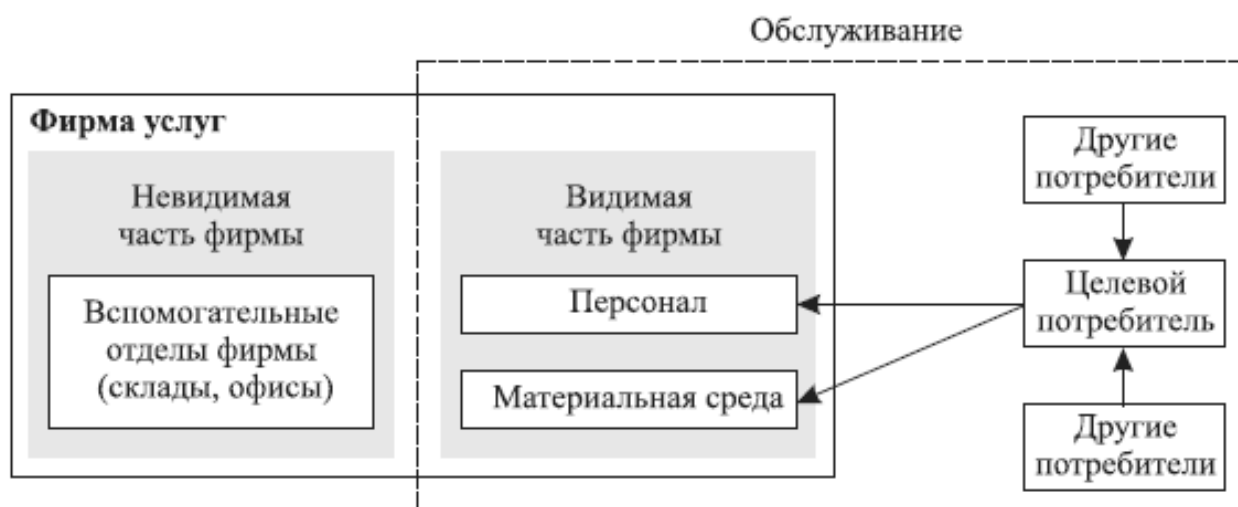 Обслуживание
Фирма услуг
Невидимая
часть фирмы
Вспомогательные
отделы фирмы
(склады, офисы)
Видимая
часть фирмы
Персонал
Материальная среда
Другие
потребители
Целевой
потребитель
Другие
потребители